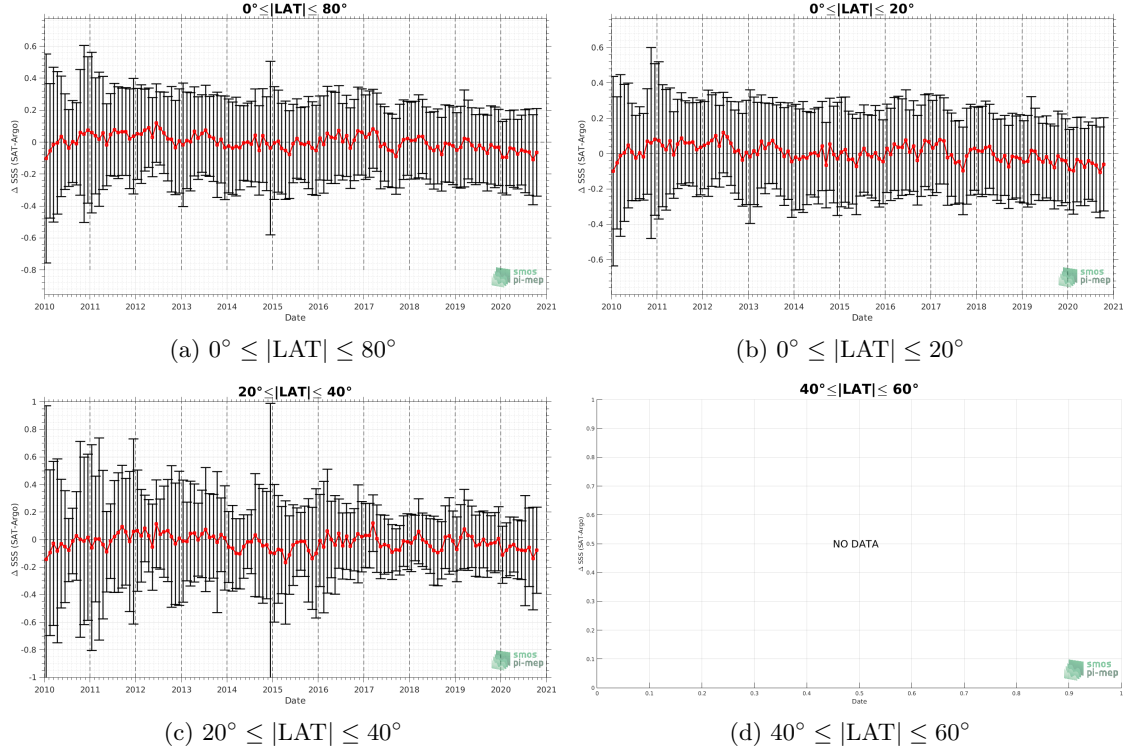 0°≤|LAT|≤ 80°
Δ SSS (SAT-Argo)
0.6
0.4
0.2
0
-0.2
-0.4
-0.6
-0.8
2010 2011 2012 2013 2014 2015 2016 2017 2018 2019 2020 2021
Date
smos
pi-mep
(a) 0° ≤ |LAT| ≤ 80°
0°≤|LAT|≤ 20°
Δ SSS (SAT-Argo)
0.6
0.4
0.2
0
-0.2
-0.4
-0.6
2010 2011 2012 2013 2014 2015 2016 2017 2018 2019 2020 2021
Date
smos
pi-mep
(b) 0° ≤ |LAT| ≤ 20°
20°≤|LAT|≤ 40°
Δ SSS (SAT-Argo)
1
0.8
0.6
0.4
0.2
0
-0.2
-0.4
-0.6
-0.8
-1
2010 2011 2012 2013 2014 2015 2016 2017 2018 2019 2020 2021
Date
smos
pi-mep
(c) 20° ≤ |LAT| ≤ 40°
40°≤|LAT|≤ 60°
Δ SSS (SAT-Argo)
1
0.9
0.8
0.7
0.6
0.5
0.4
0.3
0.2
0.1
0
NO DATA
0 0.1 0.2 0.3 0.4 0.5 0.6 0.7 0.8 0.9 1
Date
smos
pi-mep
(d) 40° ≤ |LAT| ≤ 60°